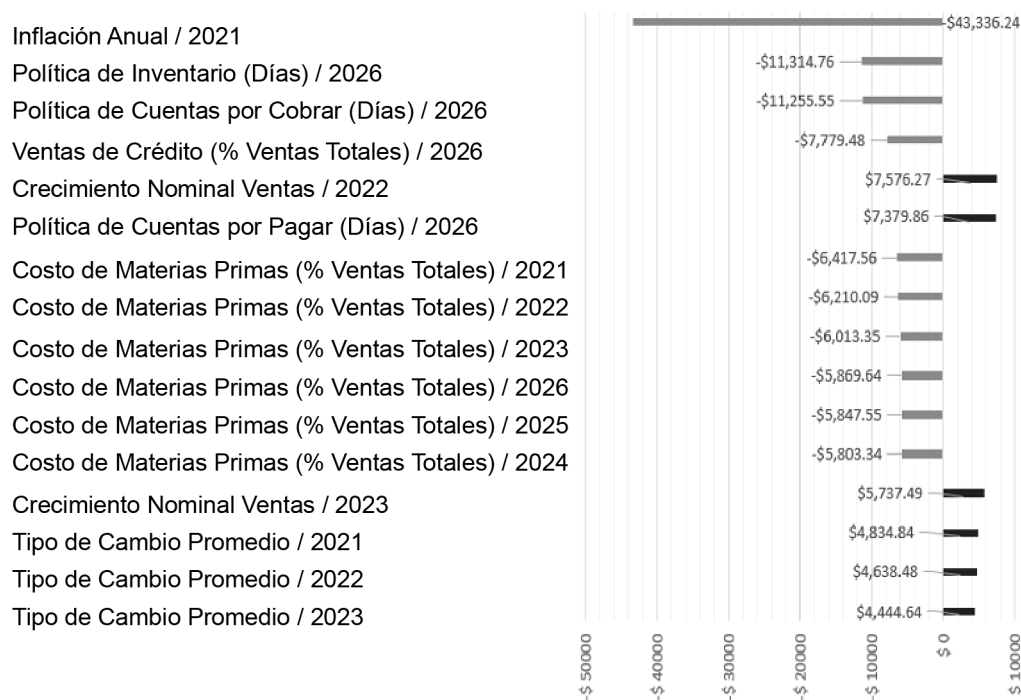 Inflación Anual / 2021 -$43,336.24
Política de Inventario (Días) / 2026 -$11,314.76
Política de Cuentas por Cobrar (Días) / 2026 -$11,255.55
Ventas de Crédito (% Ventas Totales) / 2026 -$7,779.48
Crecimiento Nominal Ventas / 2022 $7,576.27
Política de Cuentas por Pagar (Días) / 2026 $7,379.86
Costo de Materias Primas (% Ventas Totales) / 2021 -$6,417.56
Costo de Materias Primas (% Ventas Totales) / 2022 -$6,210.09
Costo de Materias Primas (% Ventas Totales) / 2023 -$6,013.35
Costo de Materias Primas (% Ventas Totales) / 2026 -$5,869.64
Costo de Materias Primas (% Ventas Totales) / 2025 -$5,847.55
Costo de Materias Primas (% Ventas Totales) / 2024 -$5,803.34
Crecimiento Nominal Ventas / 2023 $5,737.49
Tipo de Cambio Promedio / 2021 $4,834.84
Tipo de Cambio Promedio / 2022 $4,638.48
Tipo de Cambio Promedio / 2023 $4,444.64
-$ 50000 -$ 40000 -$ 30000 -$ 20000 -$ 10000 $ 0 $ 10000